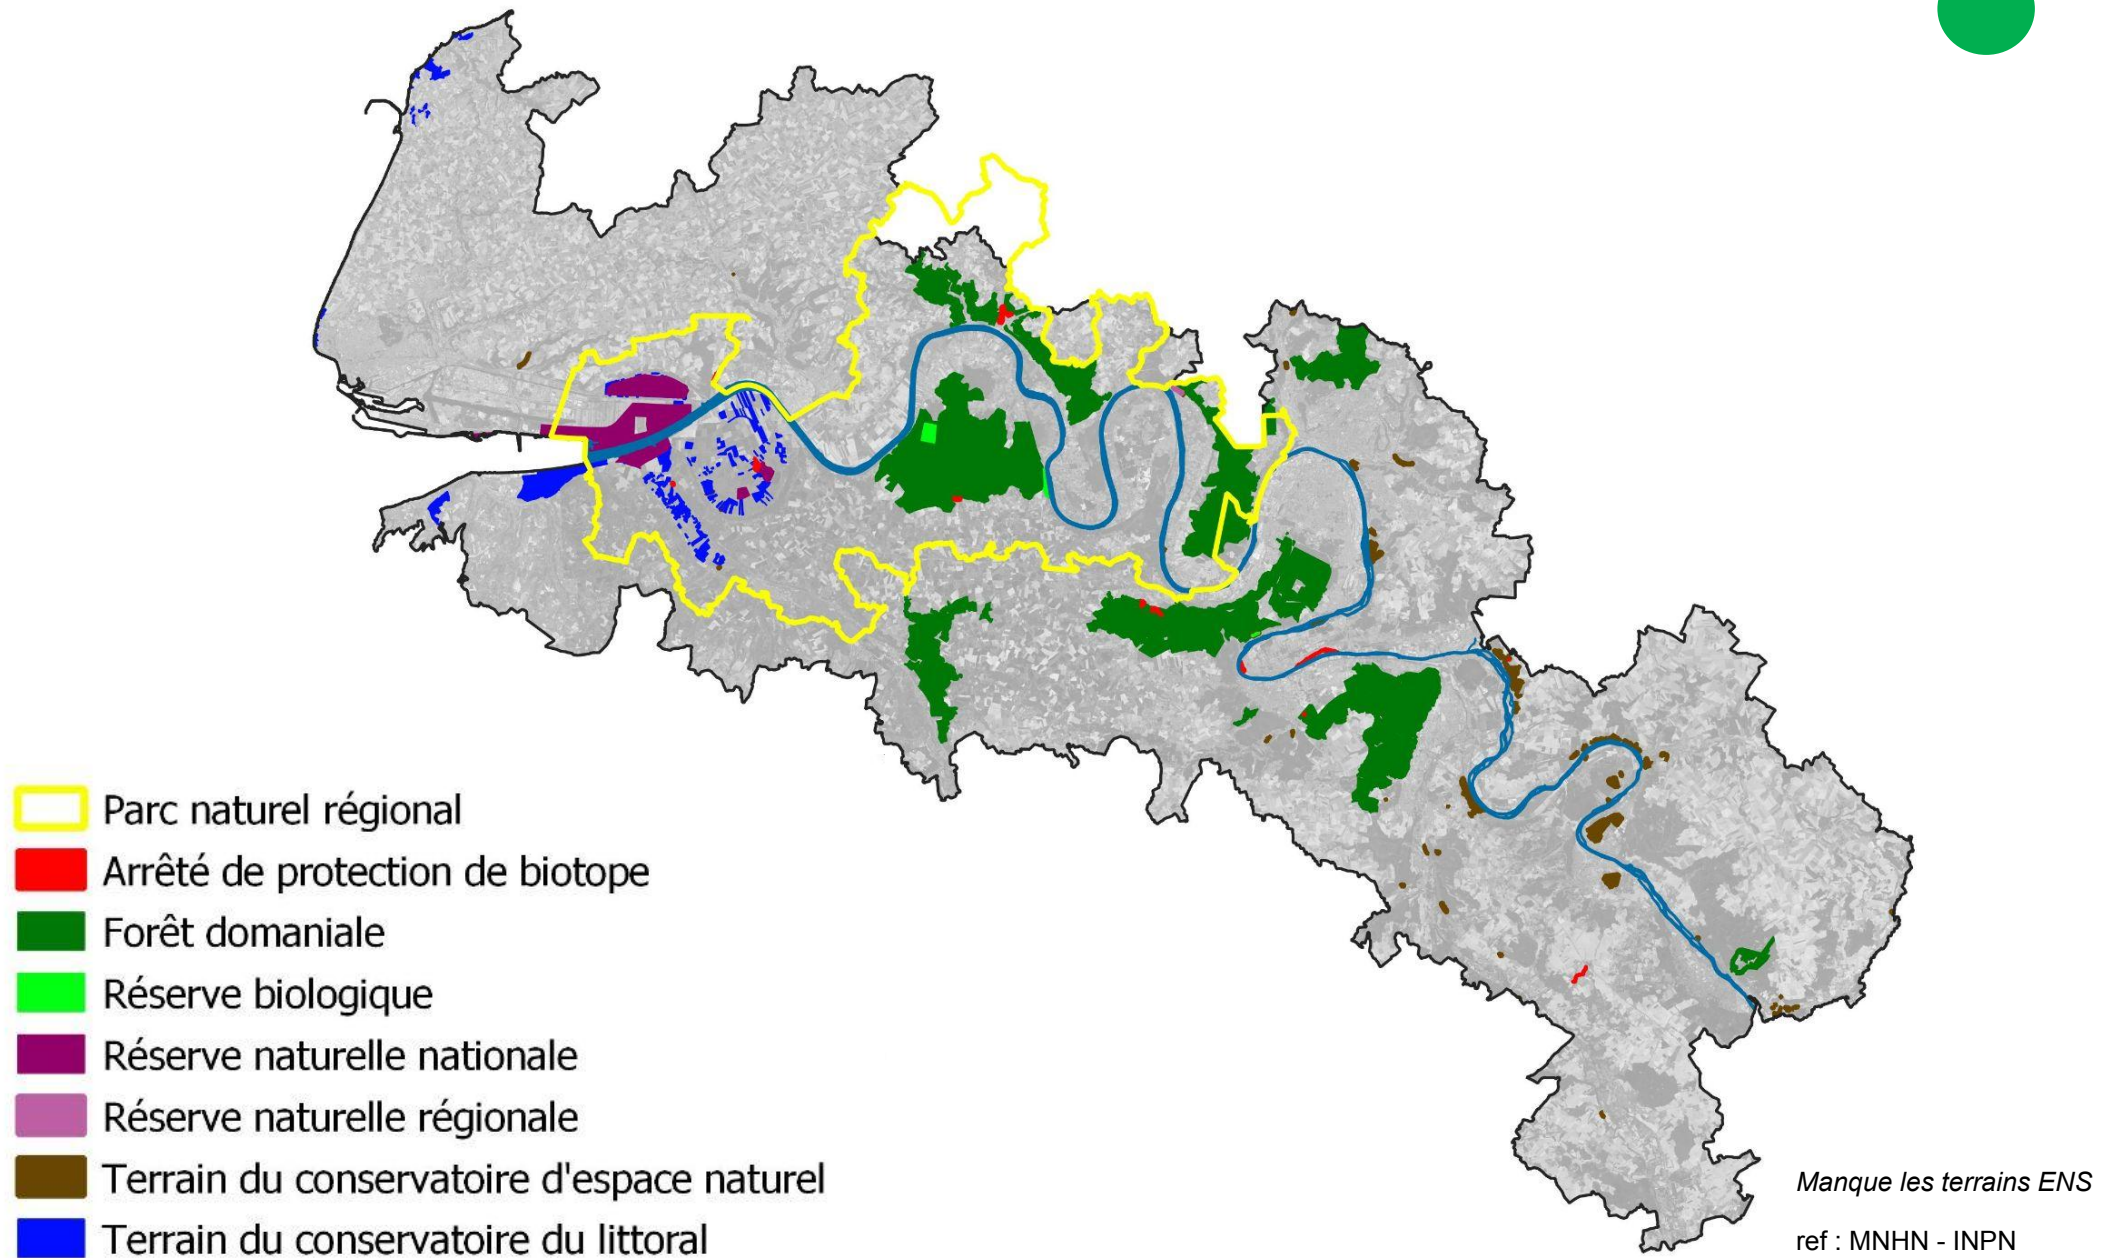 Parc naturel régional
Arrêté de protection de biotope
Forêt domaniale
Réserve biologique
Réserve naturelle nationale
Réserve naturelle régionale
Terrain du conservatoire d'espace naturel
Terrain du conservatoire du littoral
Manque les terrains ENS
ref : MNHN - INPN